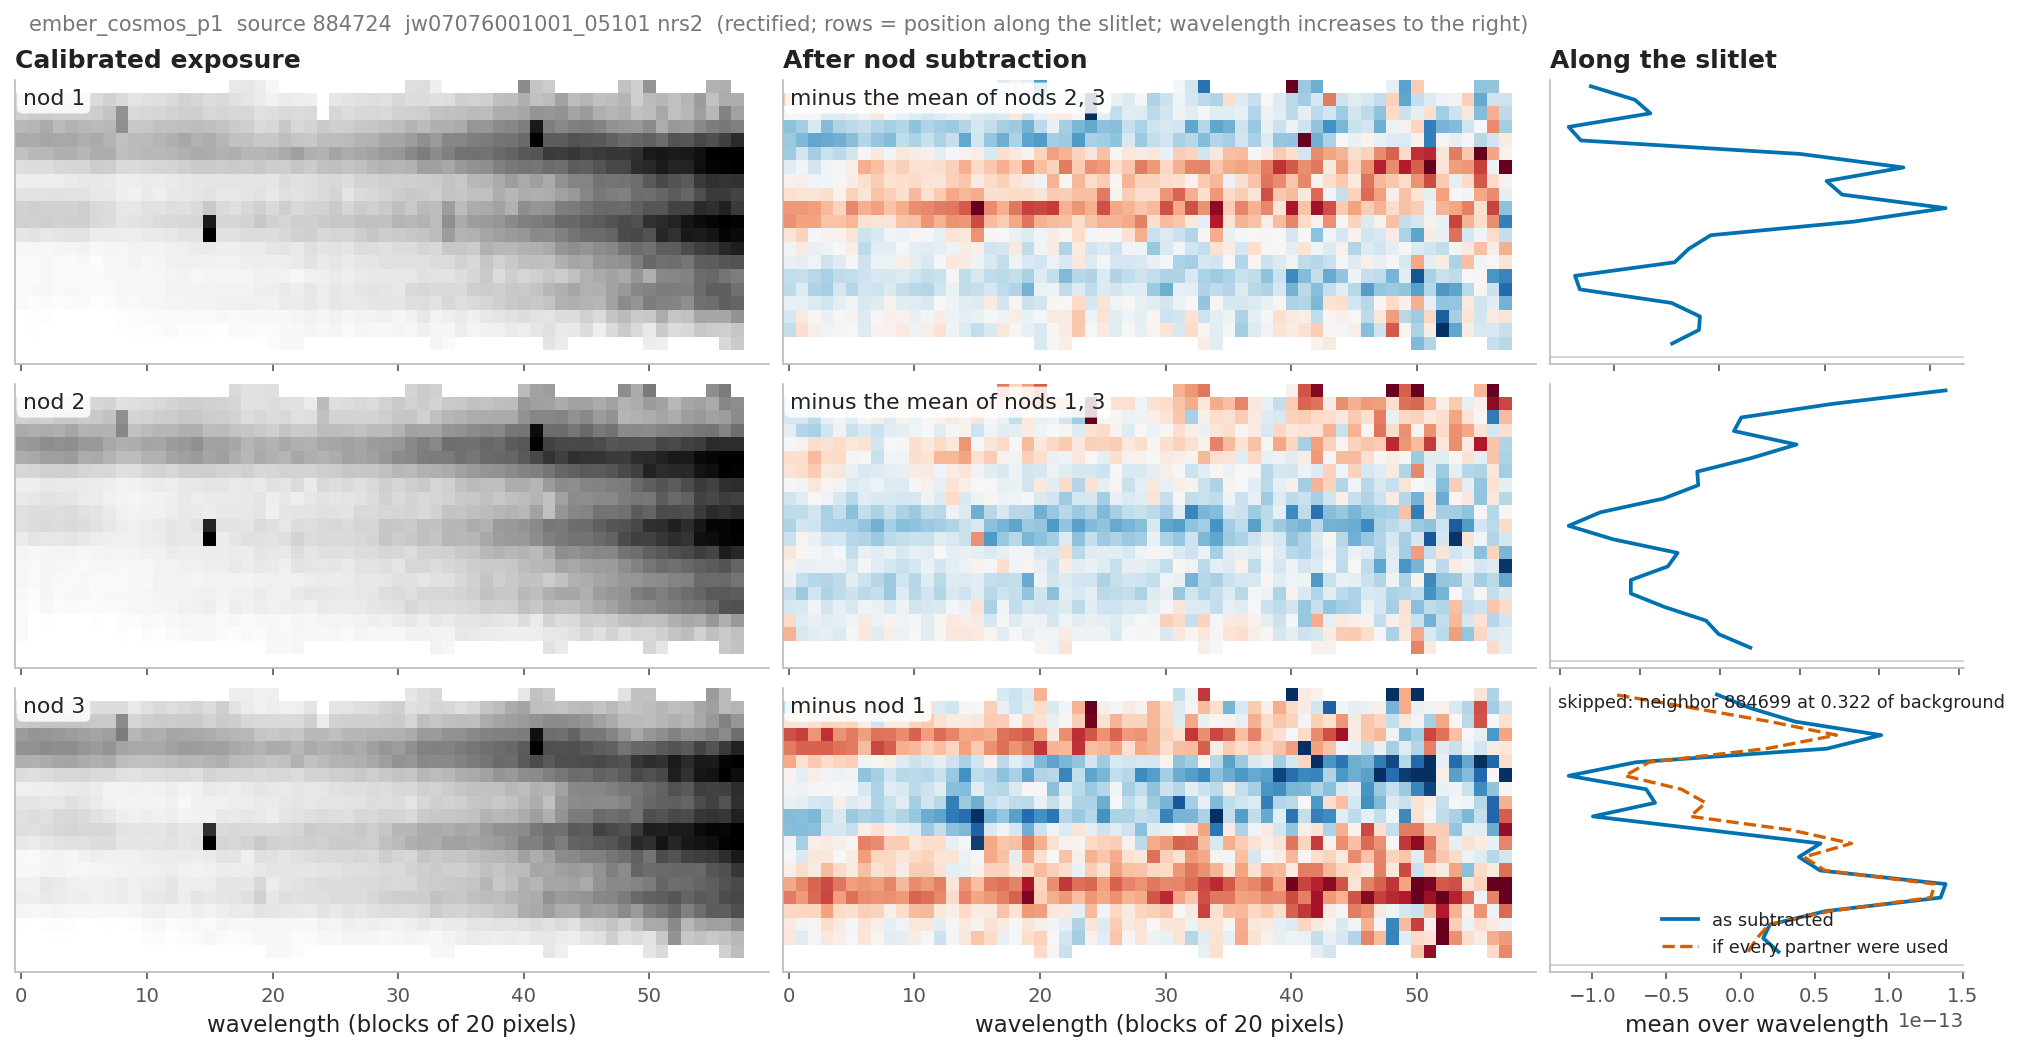 ember_cosmos_p1 source 884724 jw07076001001_05101 nrs2 (rectified; rows = position along the slitlet; wavelength increases to the right)
Calibrated exposure
After nod subtraction
Along the slitlet
nod 1
minus the mean of nods 2, 3
nod 2
minus the mean of nods 1, 3
nod 3
minus nod 1
skipped: neighbor 884699 at 0.322 of background
as subtracted
if every partner were used
0 10 20 30 40 50
0 10 20 30 40 50
−1.0 −0.5 0.0 0.5 1.0 1.5
1e−13
wavelength (blocks of 20 pixels)
wavelength (blocks of 20 pixels)
mean over wavelength